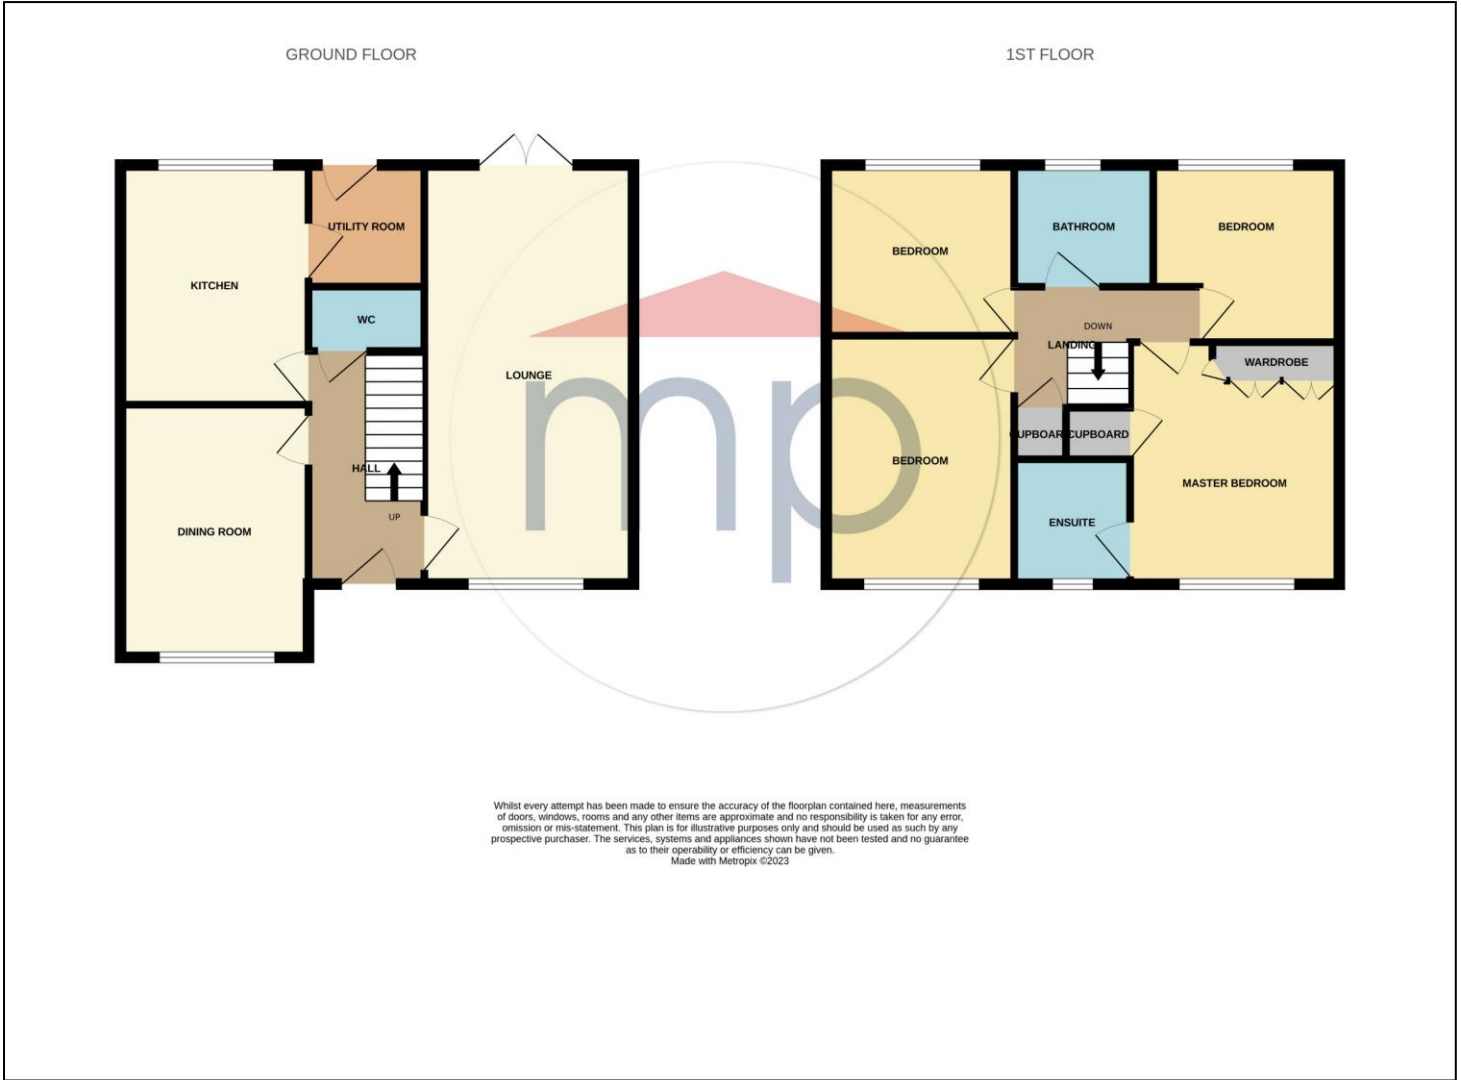 GROUND FLOOR
1ST FLOOR
KITCHEN
UTILITY ROOM
WC
LOUNGE
HALL
UP
DINING ROOM
BEDROOM
BATHROOM
BEDROOM
DOWN
LANDING
WARDROBE
CUPBOARD
CUPBOARD
BEDROOM
MASTER BEDROOM
ENSUITE
mp
Whilst every attempt has been made to ensure the accuracy of the floorplan contained here, measurements
of doors, windows, rooms and any other items are approximate and no responsibility is taken for any error,
omission or mis-statement. This plan is for illustrative purposes only and should be used as such by any
prospective purchaser. The services, systems and appliances shown have not been tested and no guarantee
as to their operability or efficiency can be given.
Made with Metropix ©2023